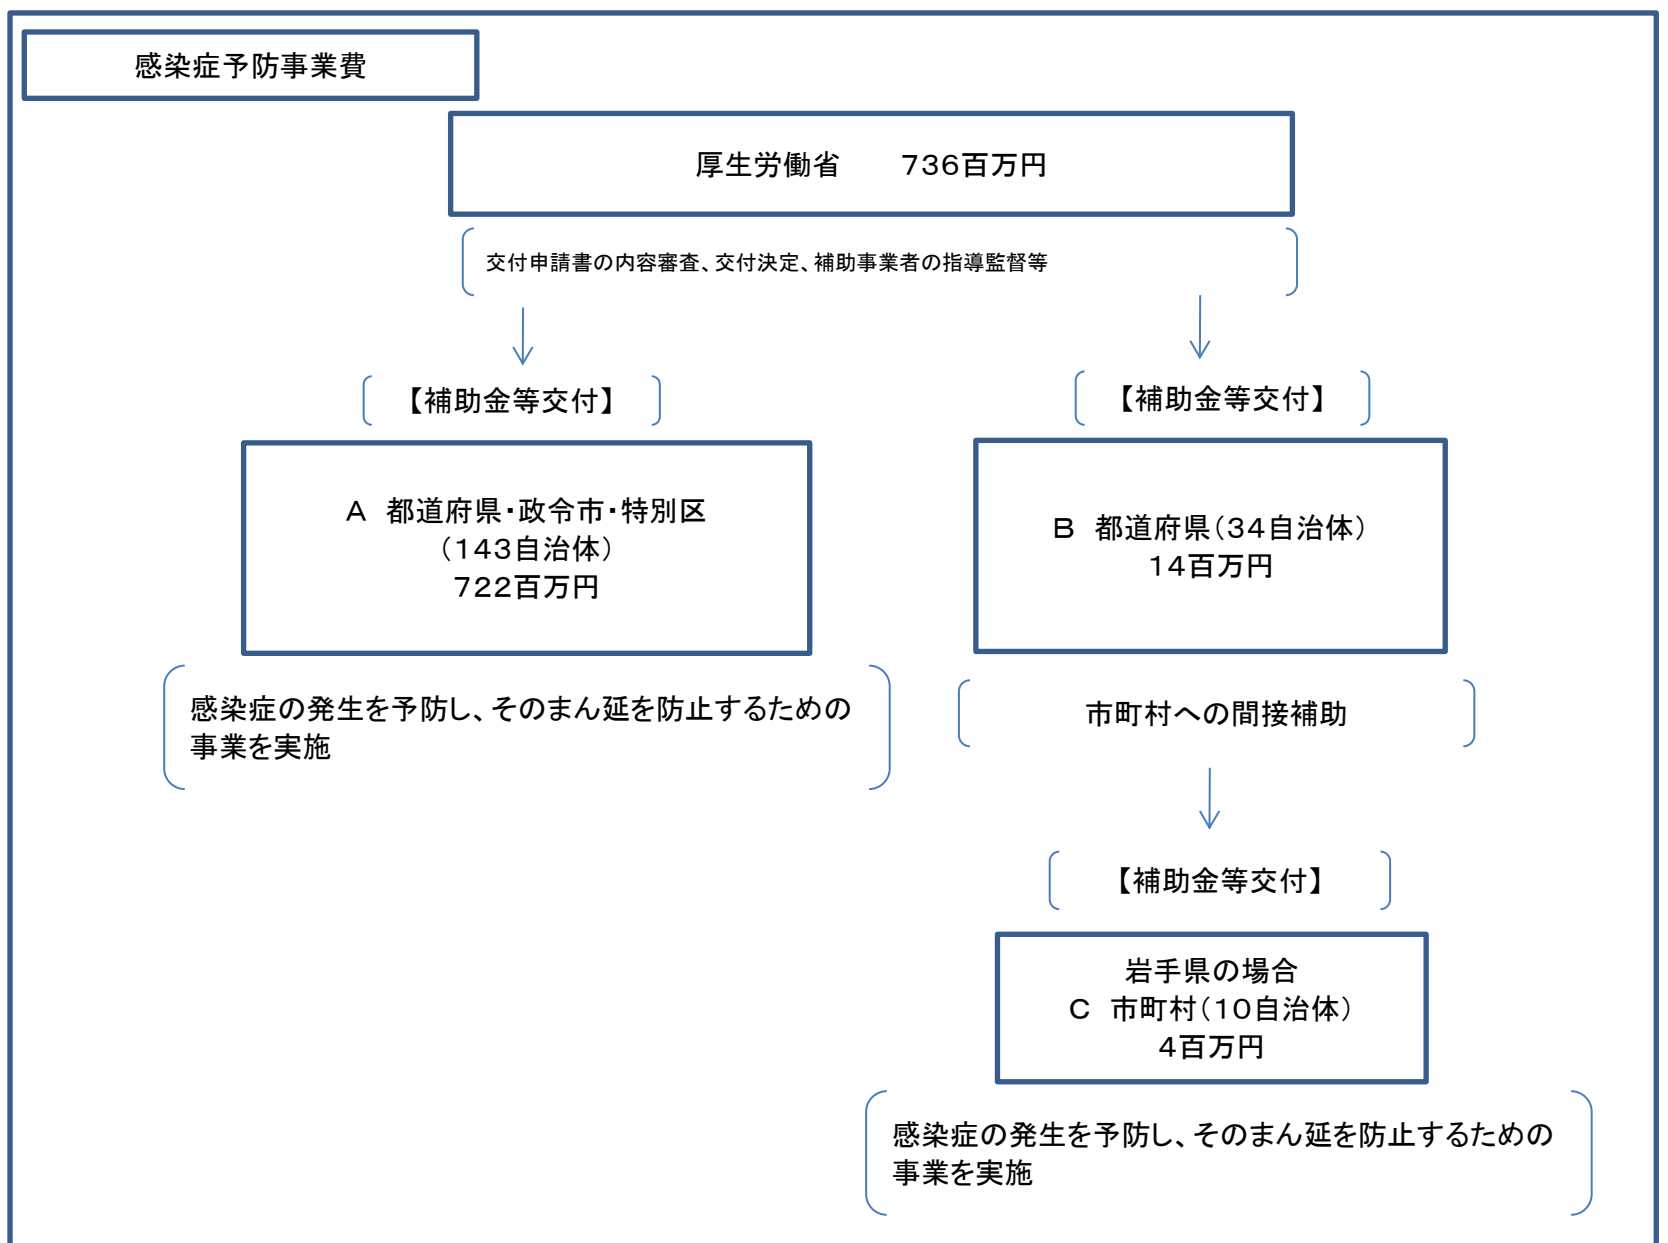 感染症予防事業費
厚生労働省　　736百万円
交付申請書の内容審査、交付決定、補助事業者の指導監督等
【補助金等交付】
【補助金等交付】
A　都道府県・政令市・特別区
（143自治体）
722百万円
B　都道府県（34自治体）
14百万円
感染症の発生を予防し、そのまん延を防止するための
事業を実施
市町村への間接補助
【補助金等交付】
岩手県の場合
C　市町村（10自治体）
4百万円
感染症の発生を予防し、そのまん延を防止するための
事業を実施